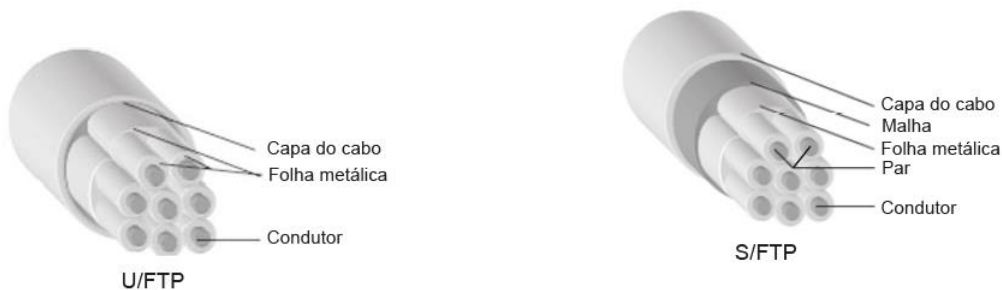 Capa do cabo
Folha metálica
Condutor
U/FTP
Capa do cabo
Malha
Folha metálica
Par
Condutor
S/FTP